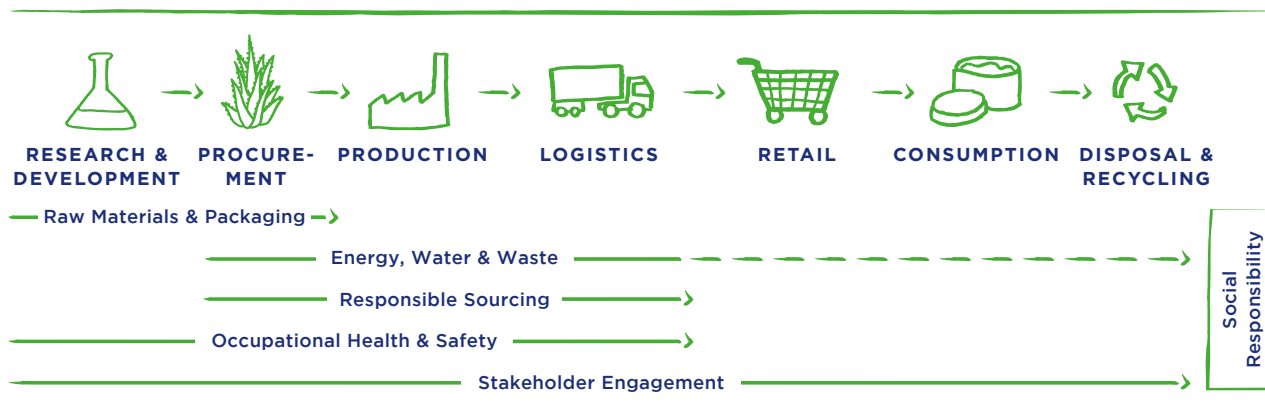 RESEARCH &
DEVELOPMENT
PROCURE-
MENT
PRODUCTION
LOGISTICS
RETAIL
CONSUMPTION
DISPOSAL &
RECYCLING
Raw Materials & Packaging
Energy, Water & Waste
Responsible Sourcing
Occupational Health & Safety
Stakeholder Engagement
Social
Responsibility